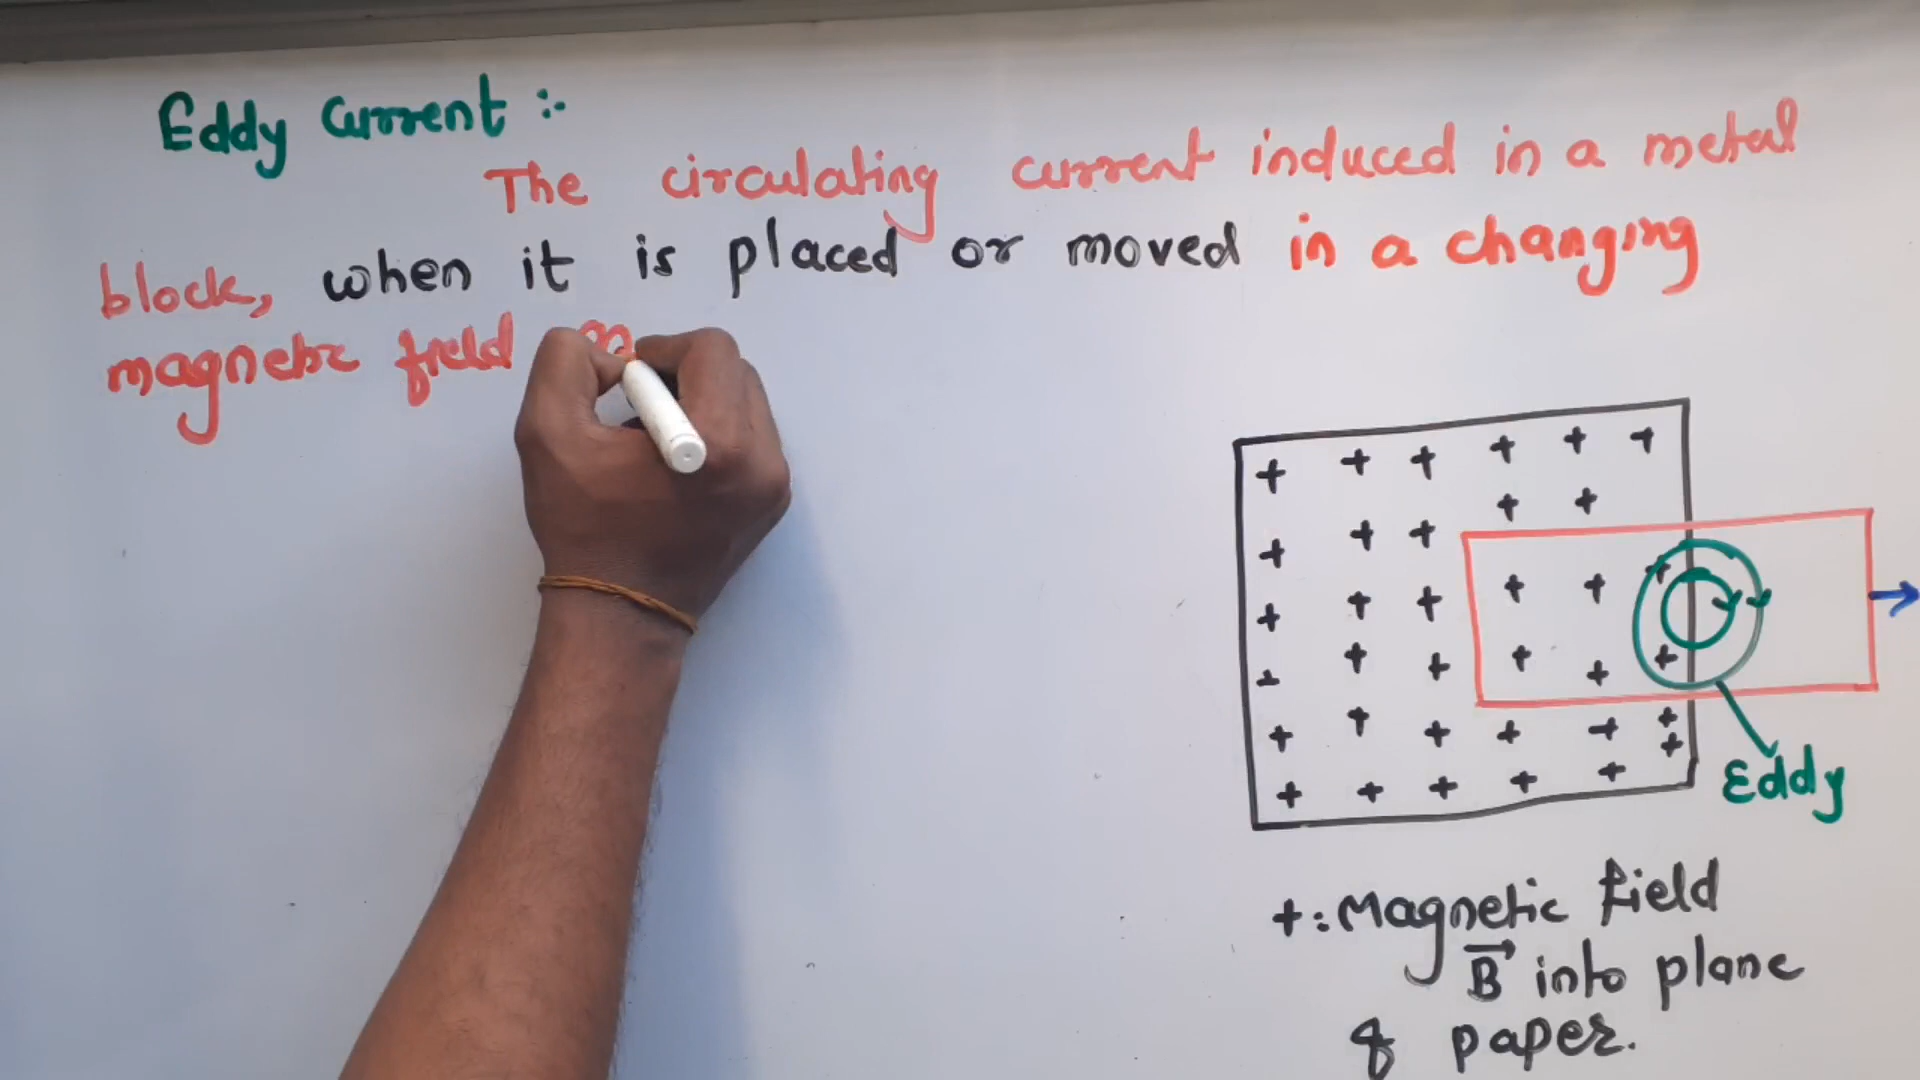 Eddy Current :-
The circulating current induced in a metal
block, when it is placed or moved in a changing
magnetic field
Eddy
+ : Magnetic field
B into plane
of paper.